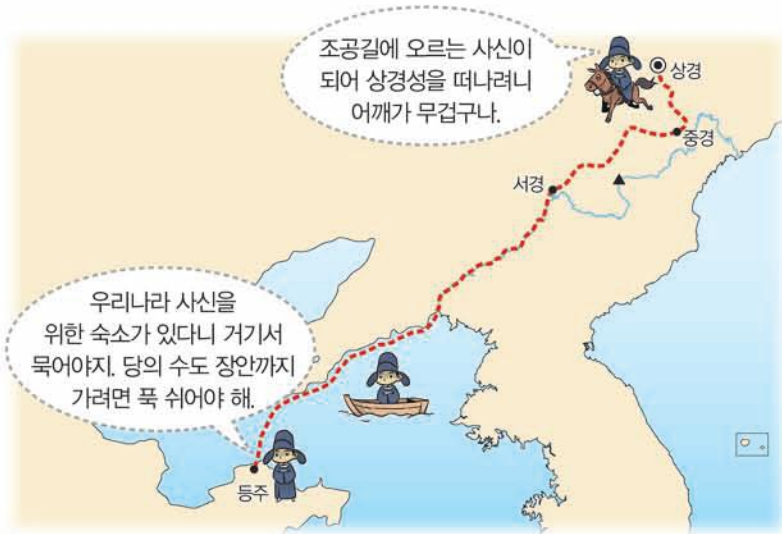 조공길에 오르는 사신이
되어 상경성을 떠나려니
어깨가 무겁구나.
상경
중경
서경
우리나라 사신을
위한 숙소가 있다니 거기서
묵어야지. 당의 수도 장안까지
가려면 푹 쉬어야 해.
등주